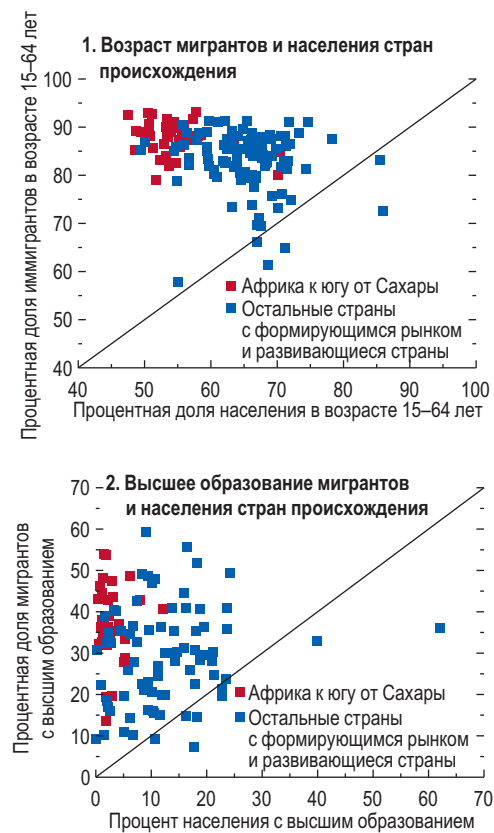 1. Возраст мигрантов и населения стран
происхождения
Процентная доля иммигрантов в возрасте 15–64 лет
100
90
80
70
60
50
40
Африка к югу от Сахары
Остальные страны
с формирующимся рынком
и развивающиеся страны
40 50 60 70 80 90 100
Процентная доля населения в возрасте 15–64 лет
2. Высшее образование мигрантов
и населения стран происхождения
Процентная доля мигрантов
с высшим образованием
70
60
50
40
30
20
10
0
Африка к югу от Сахары
Остальные страны
с формирующимся рынком
и развивающиеся страны
0 10 20 30 40 50 60 70
Процент населения с высшим образованием